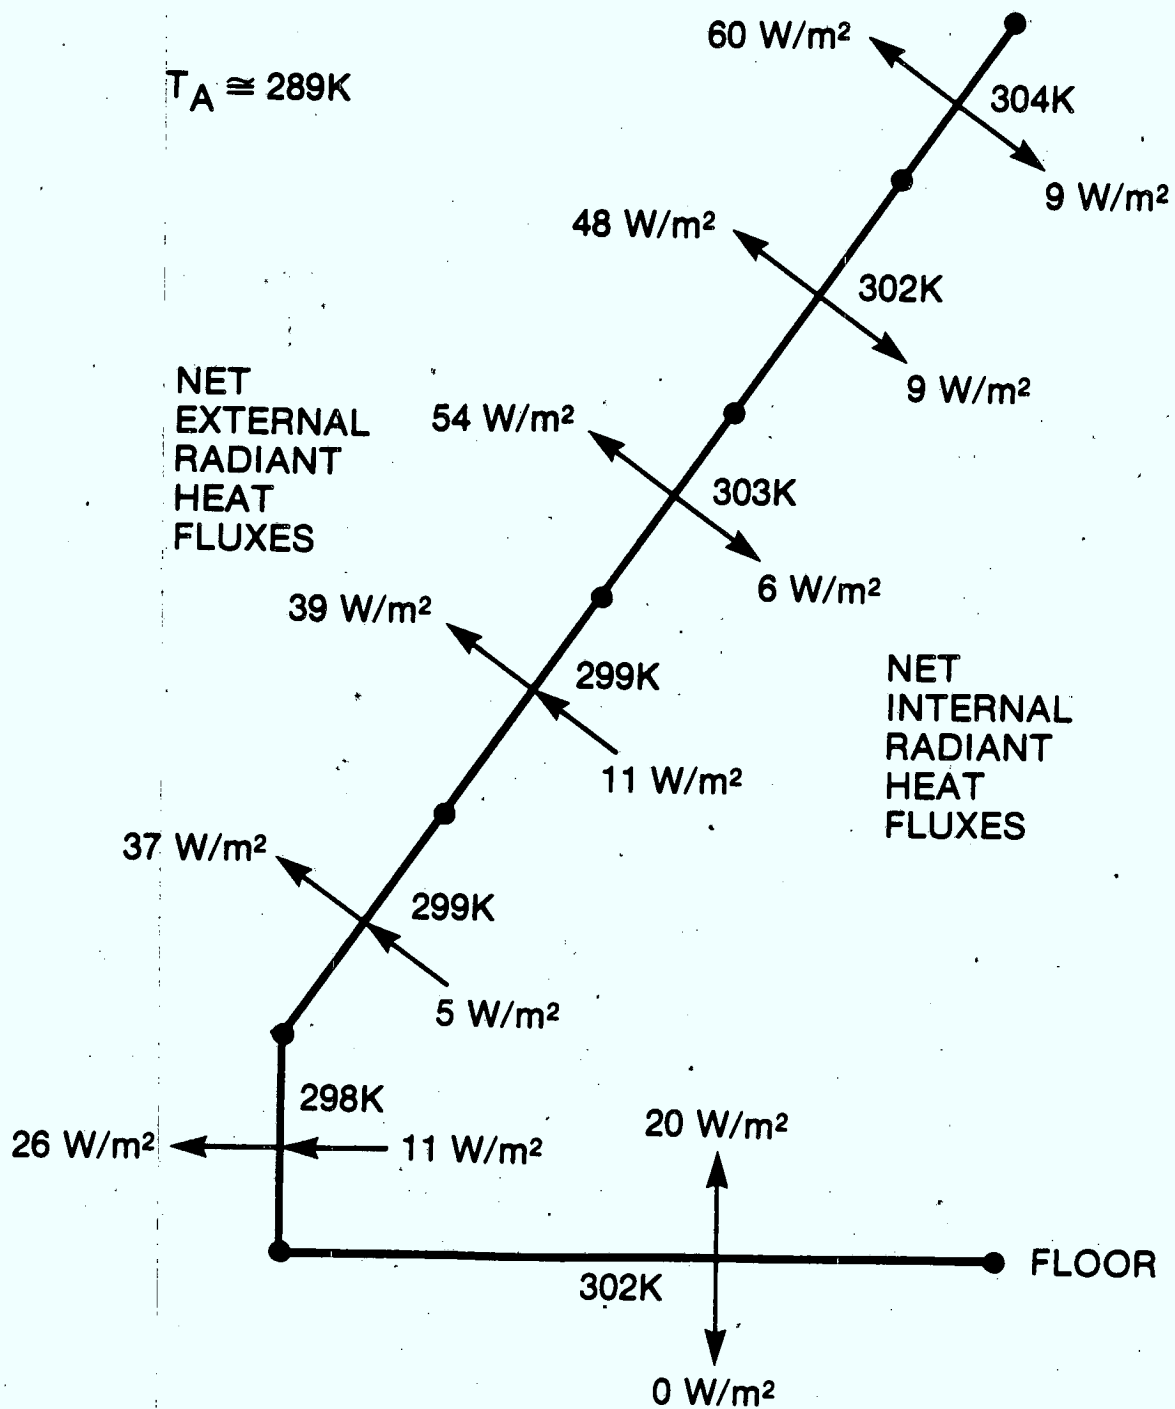 60 W/m²
T_A ≅ 289K
304K
9 W/m²
48 W/m²
302K
9 W/m²
NET
EXTERNAL
RADIANT
HEAT
FLUXES
54 W/m²
303K
6 W/m²
39 W/m²
299K
11 W/m²
NET
INTERNAL
RADIANT
HEAT
FLUXES
37 W/m²
299K
5 W/m²
298K
26 W/m²
11 W/m²
20 W/m²
FLOOR
302K
0 W/m²